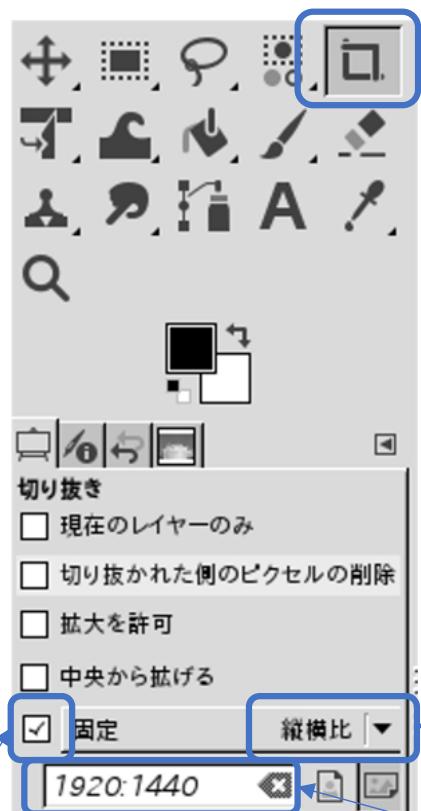 切り抜き
現在のレイヤーのみ
切り抜かれた側のピクセルの削除
拡大を許可
中央から拡げる
固定 縦横比
1920:1440